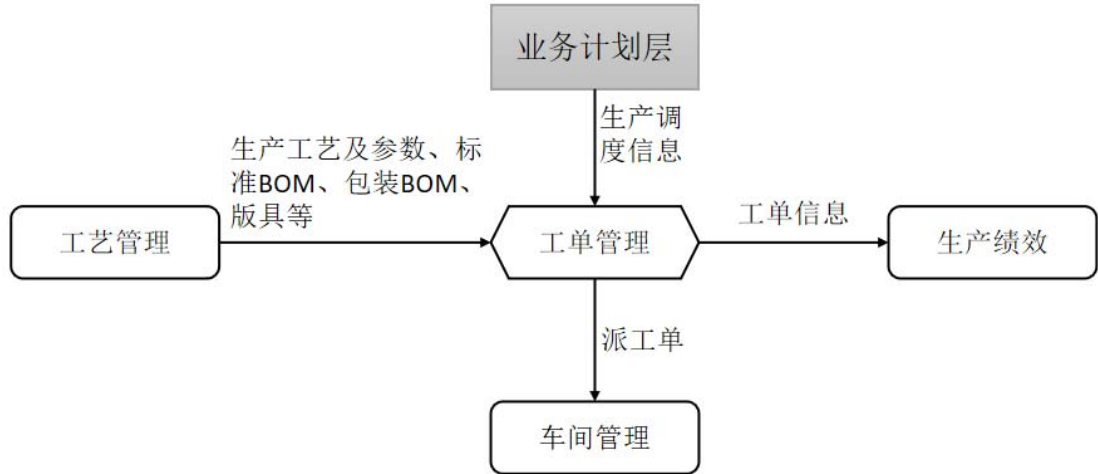 业务计划层
生产调
度信息
生产工艺及参数、标
准BOM、包装BOM、
版具等
工艺管理
工单管理
工单信息
生产绩效
派工单
车间管理